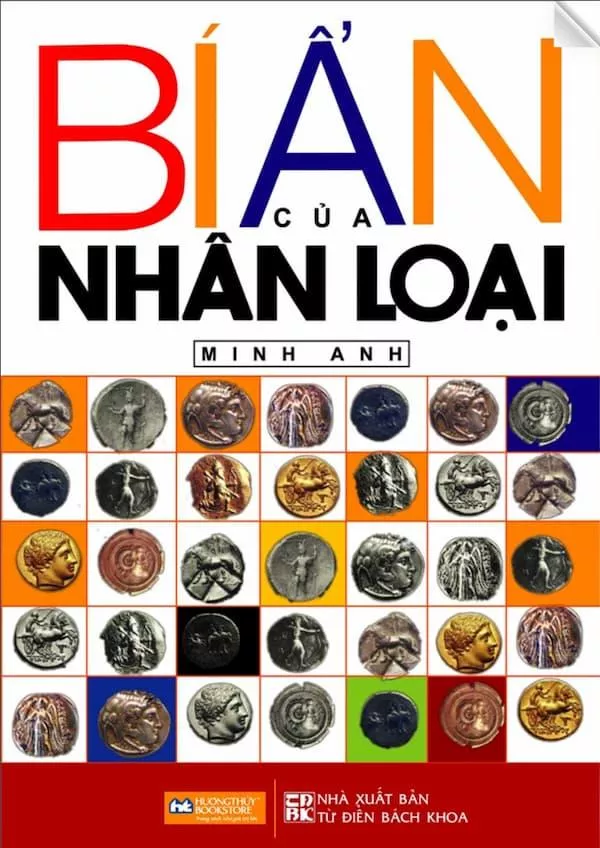 BÍ ẨN
CỦA
NHÂN LOẠI
MINH ANH
HUONGTHUY
BOOKSTORE
NHÀ XUẤT BẢN
TỪ ĐIỂN BÁCH KHOA